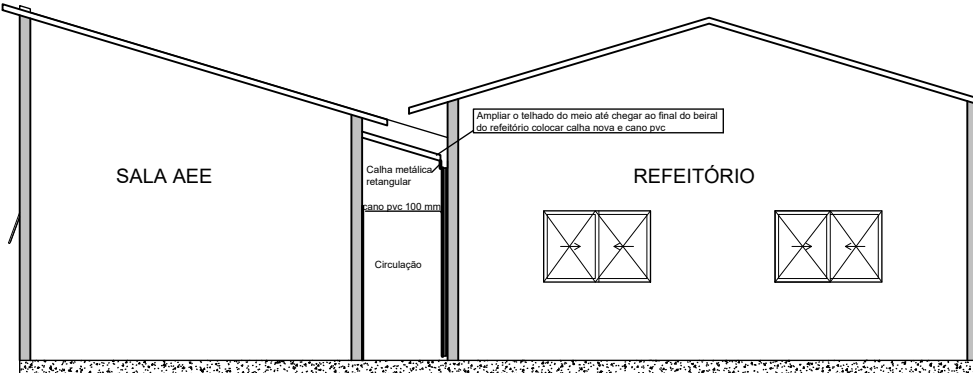 Ampliar o telhado do meio até chegar ao final do beiral
do refeitório colocar calha nova e cano pvc
SALA AEE
Calha metálica
retangular
REFEITÓRIO
cano pvc 100 mm
Circulação